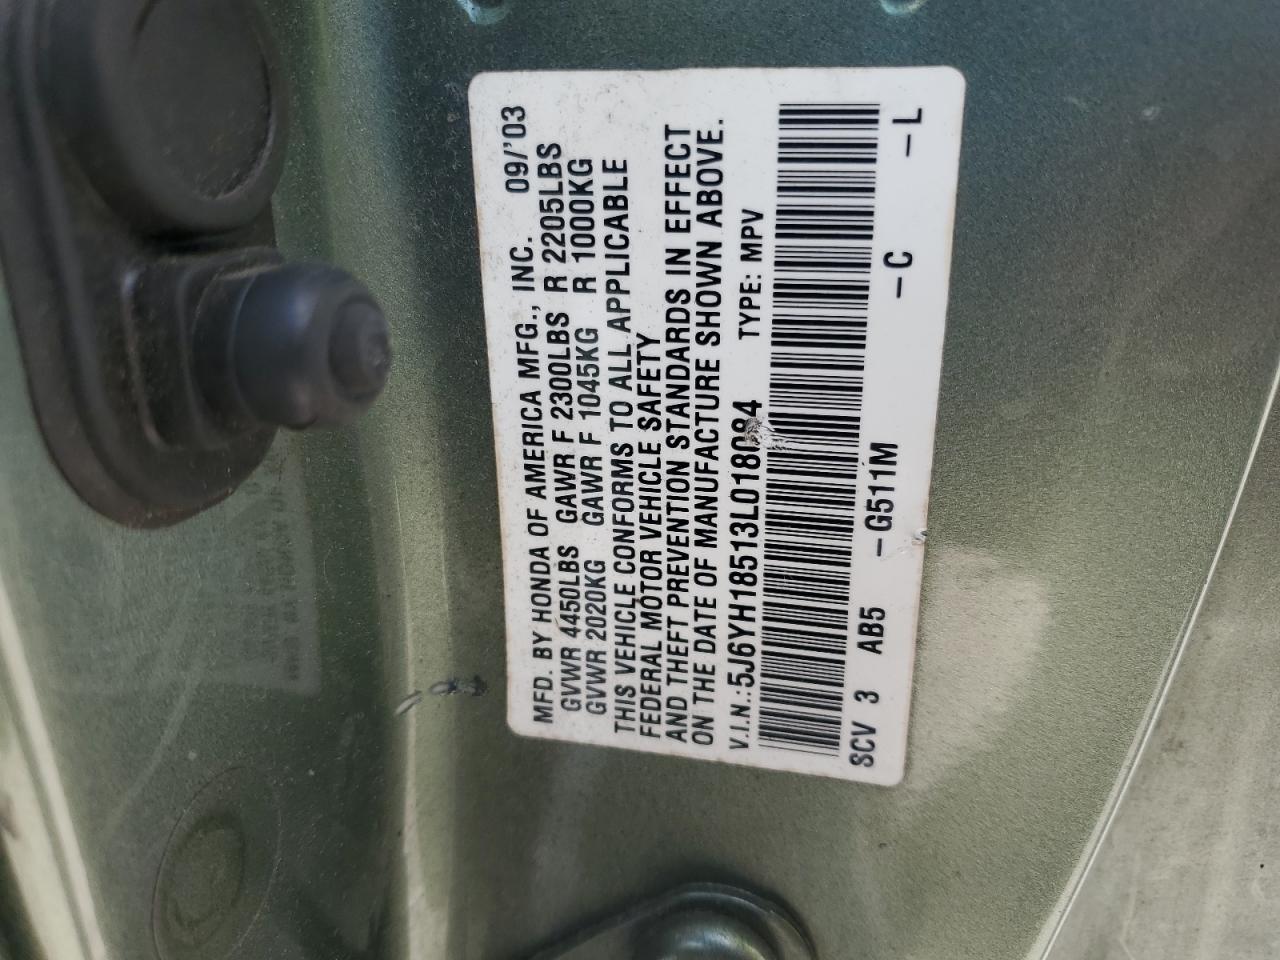 MFD. BY HONDA OF AMERICA MFG., INC. 09/'03
GVWR 4450LBS GAWR F 2300LBS R 2205LBS
GVWR 2020KG GAWR F 1045KG R 1000KG
THIS VEHICLE CONFORMS TO ALL APPLICABLE
FEDERAL MOTOR VEHICLE SAFETY
AND THEFT PREVENTION STANDARDS IN EFFECT
ON THE DATE OF MANUFACTURE SHOWN ABOVE.
V.I.N.: 5J6YH18513L018084 TYPE: MPV
SCV 3 AB5 -G511M -C -L